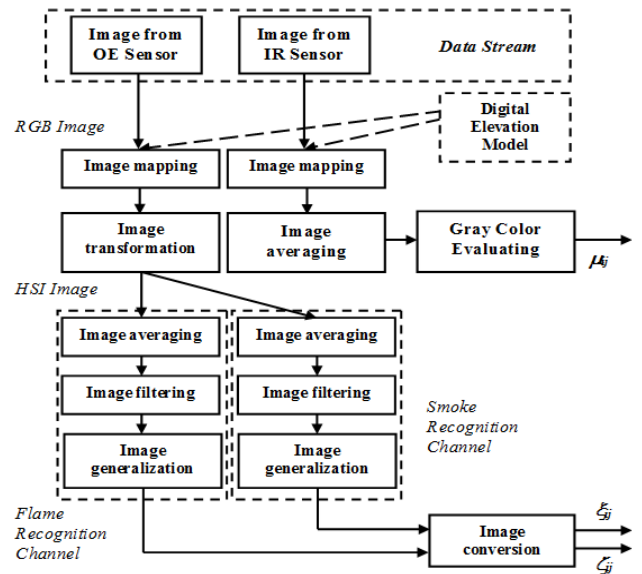 Image from
OE Sensor
Image from
IR Sensor
Data Stream
RGB Image
Digital
Elevation
Model
Image mapping
Image mapping
Image
transformation
Image
averaging
Gray Color
Evaluating
μij
HSI Image
Image averaging
Image averaging
Image filtering
Image filtering
Image
generalization
Image
generalization
Smoke
Recognition
Channel
Flame
Recognition
Channel
Image
conversion
ξij
ζij